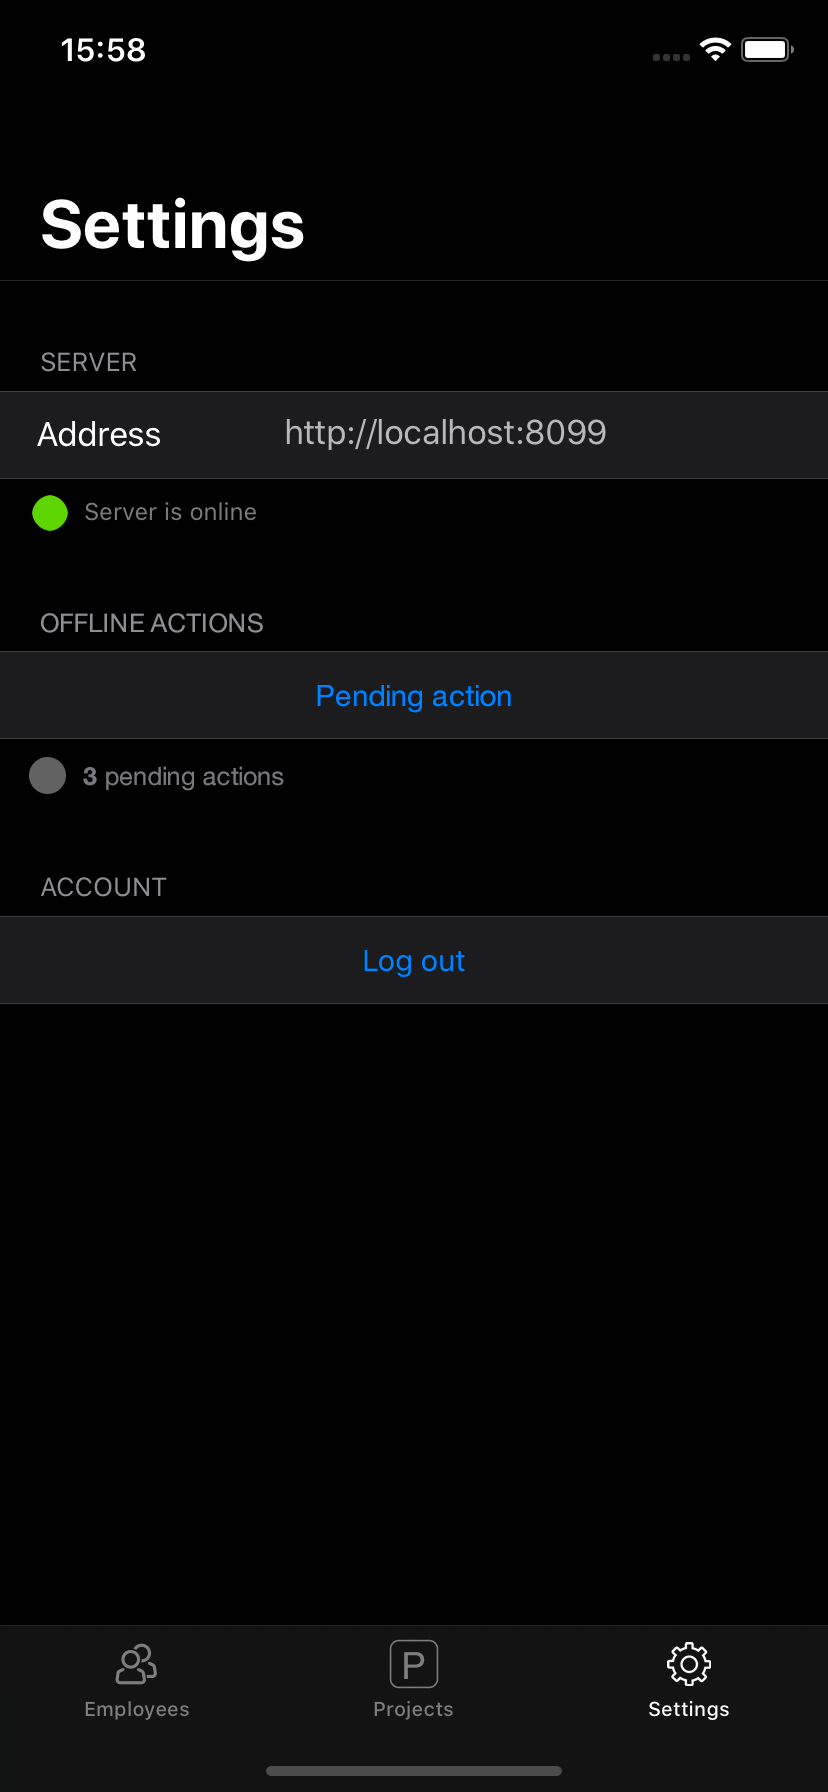 15:58
Settings
SERVER
Address http://localhost:8099
Server is online
OFFLINE ACTIONS
Pending action
3 pending actions
ACCOUNT
Log out
P
Employees Projects Settings